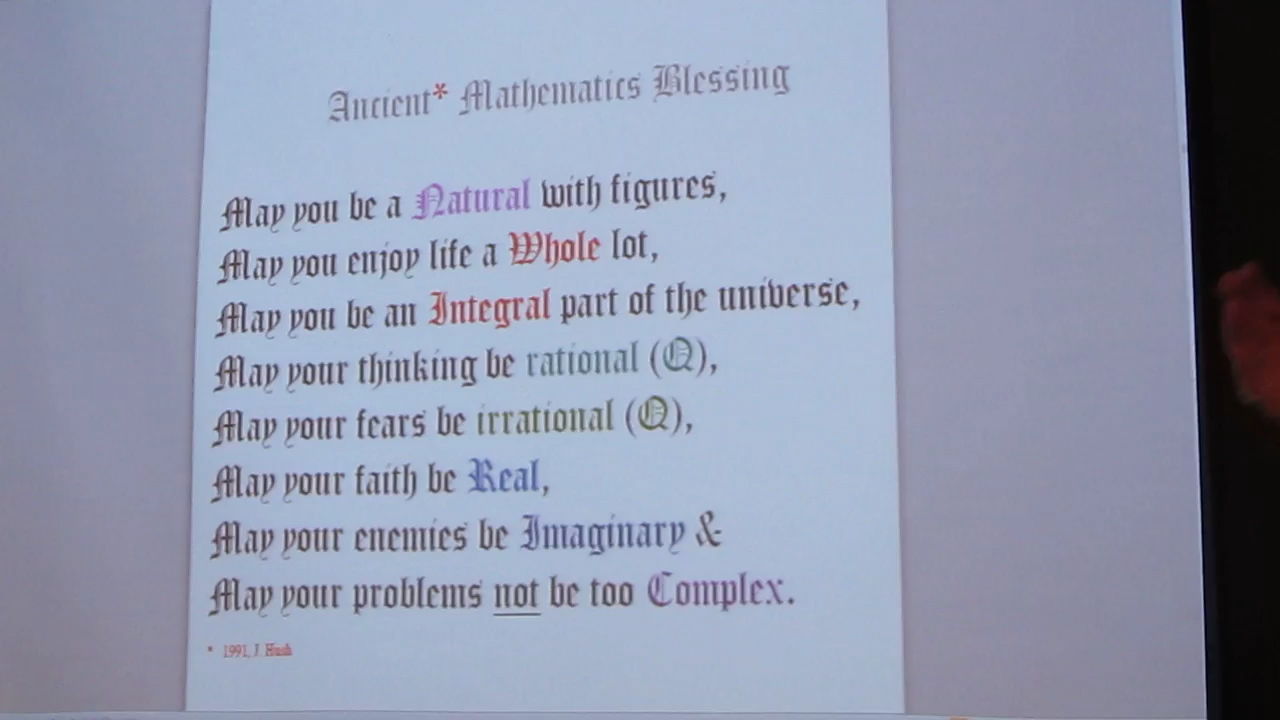 Ancient* Mathematics Blessing
May you be a Natural with figures,
May you enjoy life a Whole lot,
May you be an Integral part of the universe,
May your thinking be rational (Q),
May your fears be irrational (Q),
May your faith be Real,
May your enemies be Imaginary &
May your problems not be too Complex.
* 1991, J. Hush